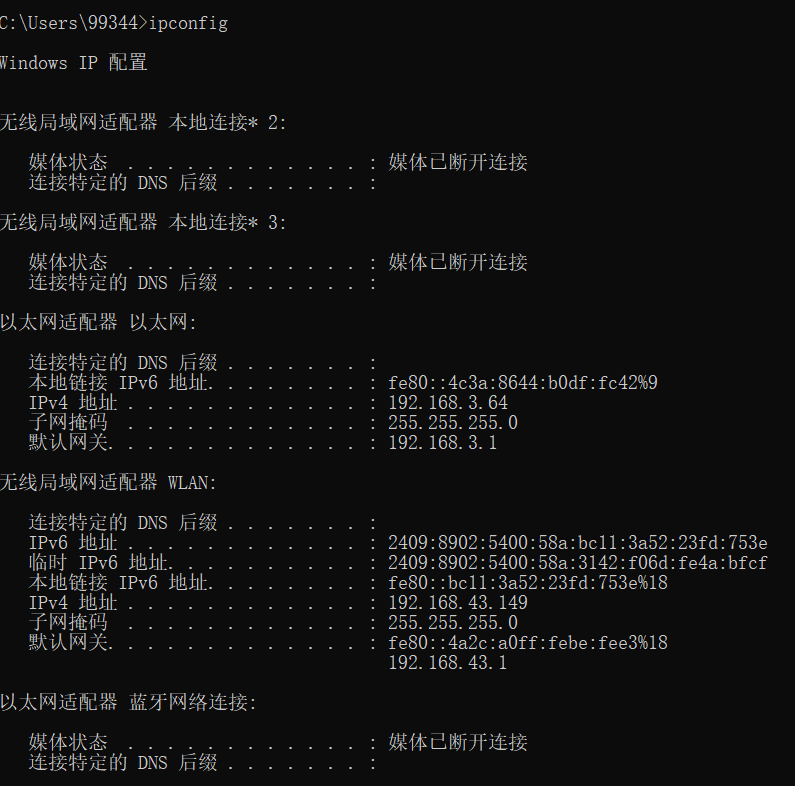 C:\Users\99344>ipconfig
Windows IP 配置
无线局域网适配器 本地连接* 2:
媒体状态 . . . . . . . . . . . . : 媒体已断开连接
连接特定的 DNS 后缀 . . . . . . . :
无线局域网适配器 本地连接* 3:
媒体状态 . . . . . . . . . . . . : 媒体已断开连接
连接特定的 DNS 后缀 . . . . . . . :
以太网适配器 以太网:
连接特定的 DNS 后缀 . . . . . . . :
本地链接 IPv6 地址. . . . . . . . : fe80::4c3a:8644:b0df:fc42%9
IPv4 地址 . . . . . . . . . . . . : 192.168.3.64
子网掩码 . . . . . . . . . . . . : 255.255.255.0
默认网关. . . . . . . . . . . . . : 192.168.3.1
无线局域网适配器 WLAN:
连接特定的 DNS 后缀 . . . . . . . :
IPv6 地址 . . . . . . . . . . . . : 2409:8902:5400:58a:bc11:3a52:23fd:753e
临时 IPv6 地址. . . . . . . . . . : 2409:8902:5400:58a:3142:f06d:fe4a:bfcf
本地链接 IPv6 地址. . . . . . . . : fe80::bc11:3a52:23fd:753e%18
IPv4 地址 . . . . . . . . . . . . : 192.168.43.149
子网掩码 . . . . . . . . . . . . : 255.255.255.0
默认网关. . . . . . . . . . . . . : fe80::4a2c:a0ff:febe:fee3%18
192.168.43.1
以太网适配器 蓝牙网络连接:
媒体状态 . . . . . . . . . . . . : 媒体已断开连接
连接特定的 DNS 后缀 . . . . . . . :